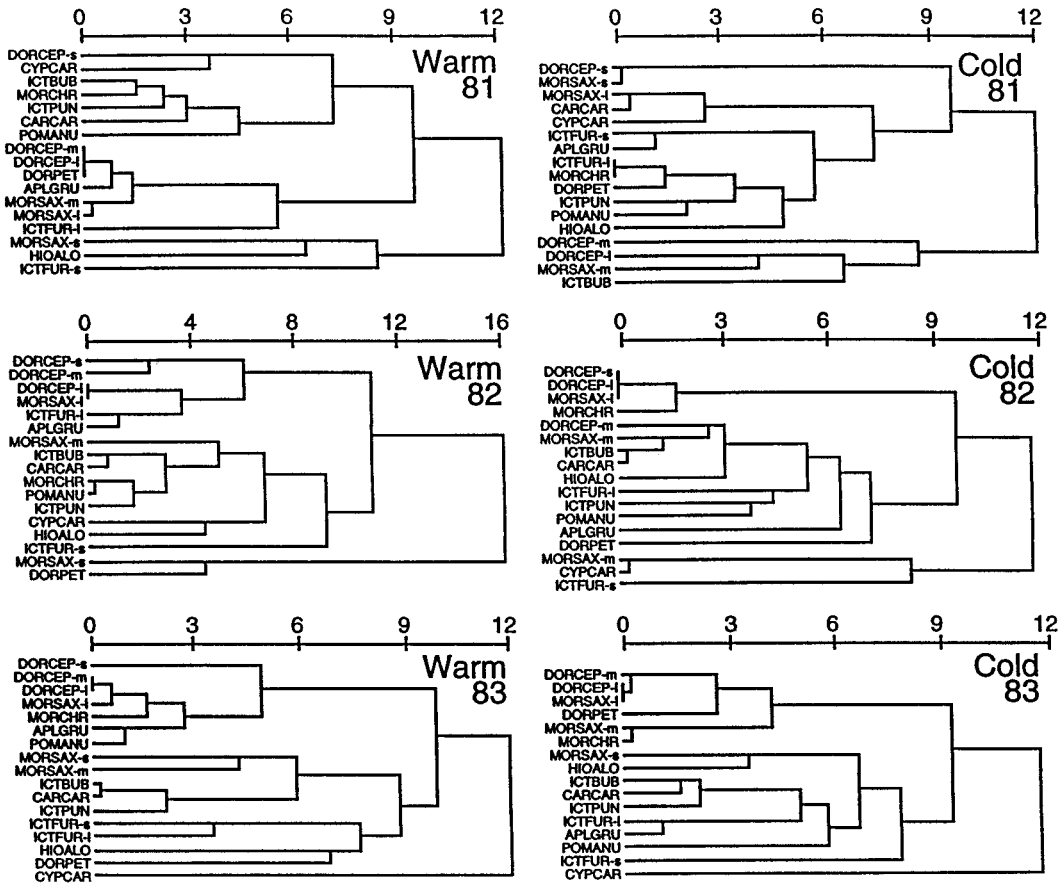 0 3 6 9 12
Warm
81
DORCEP-s
CYPCAR
ICTBUB
MORCHR
ICTPUN
CARCAR
POMANU
DORCEP-m
DORCEP-l
DORPET
APLGRU
MORSAX-m
MORSAX-l
ICTFUR-l
MORSAX-s
HIOALO
ICTFUR-s
0 3 6 9 12
Cold
81
DORCEP-s
MORSAX-s
MORSAX-l
CARCAR
CYPCAR
ICTFUR-s
APLGRU
ICTFUR-l
MORCHR
DORPET
ICTPUN
POMANU
HIOALO
DORCEP-m
DORCEP-l
MORSAX-m
ICTBUB
0 4 8 12 16
Warm
82
DORCEP-s
DORCEP-m
DORCEP-l
MORSAX-l
ICTFUR-l
APLGRU
MORSAX-m
ICTBUB
CARCAR
MORCHR
POMANU
ICTPUN
CYPCAR
HIOALO
ICTFUR-s
MORSAX-s
DORPET
0 3 6 9 12
Cold
82
DORCEP-s
DORCEP-l
MORSAX-l
MORCHR
DORCEP-m
MORSAX-m
ICTBUB
CARCAR
HIOALO
ICTFUR-l
ICTPUN
POMANU
APLGRU
DORPET
MORSAX-m
CYPCAR
ICTFUR-s
0 3 6 9 12
Warm
83
DORCEP-s
DORCEP-m
DORCEP-l
MORSAX-l
MORCHR
APLGRU
POMANU
MORSAX-s
MORSAX-m
ICTBUB
CARCAR
ICTPUN
ICTFUR-s
ICTFUR-l
HIOALO
DORPET
CYPCAR
0 3 6 9 12
Cold
83
DORCEP-m
DORCEP-l
MORSAX-l
DORPET
MORSAX-m
MORCHR
MORSAX-s
HIOALO
ICTBUB
CARCAR
ICTPUN
ICTFUR-l
APLGRU
POMANU
ICTFUR-s
CYPCAR